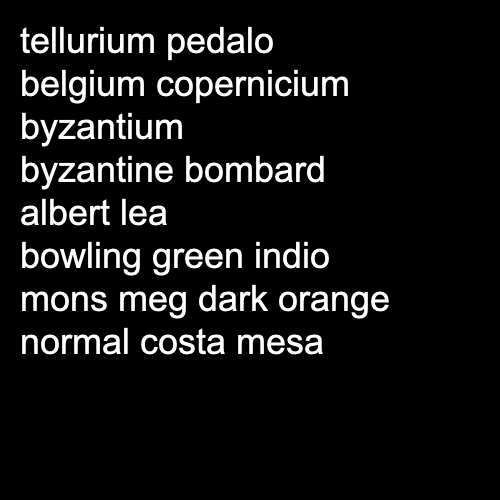 tellurium pedalo
belgium copernicium
byzantium
byzantine bombard
albert lea
bowling green indio
mons meg dark orange
normal costa mesa